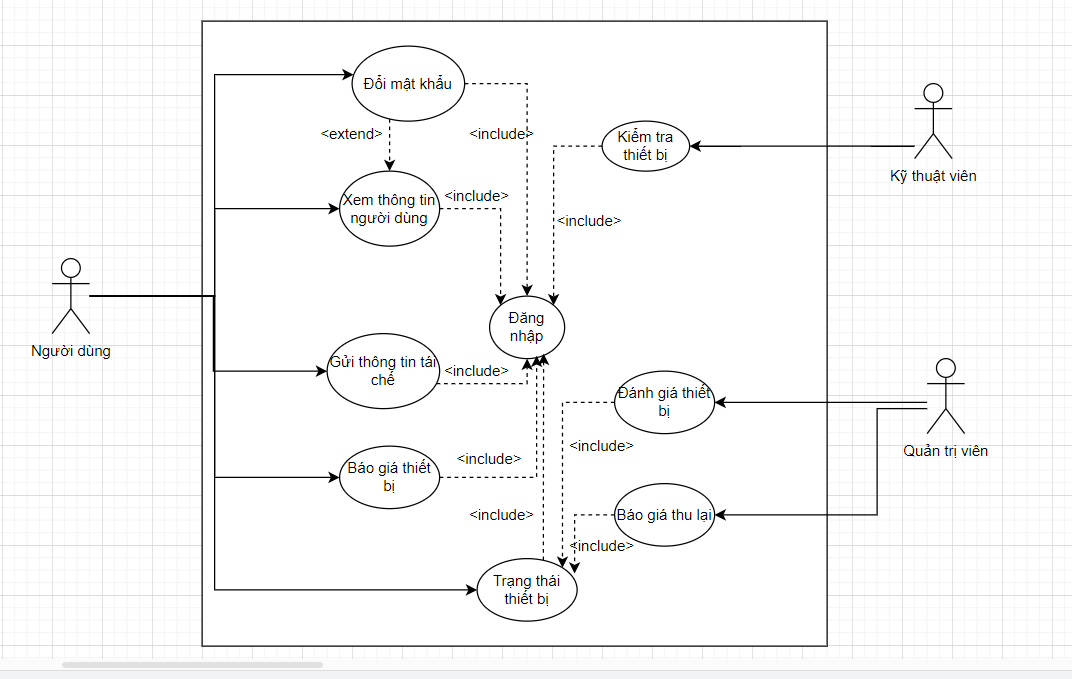 Đổi mật khẩu
<extend>
<include>
Kiểm tra
thiết bị
Kỹ thuật viên
Xem thông tin
người dùng
<include>
<include>
Người dùng
Đăng
nhập
Gửi thông tin tái
chế
<include>
Đánh giá thiết
bị
Quản trị viên
<include>
Báo giá thiết
bị
<include>
<include>
Báo giá thu lại
<include>
Trạng thái
thiết bị